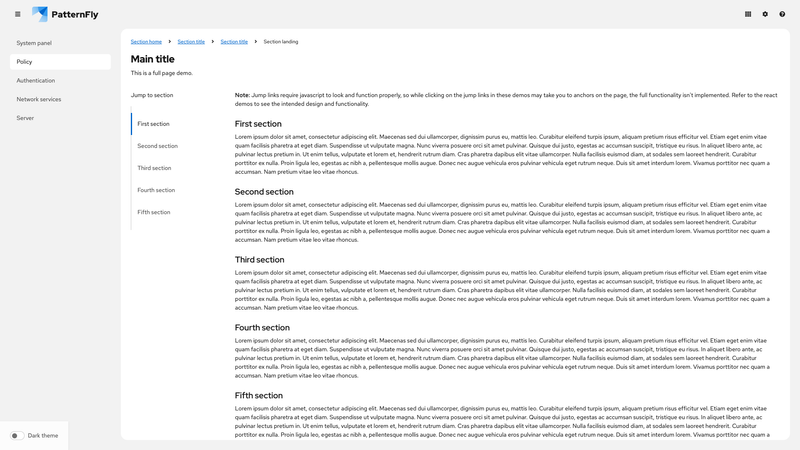 PatternFly
System panel
Policy
Authentication
Network services
Server
Section home
Section title
Section title
Section landing
Main title
This is a full page demo.
Jump to section
First section
Second section
Third section
Fourth section
Fifth section
Note: Jump links require javascript to look and function properly, so while clicking on the jump links in these demos may take you to anchors on the page, the full functionality isn't implemented. Refer to the react
demos to see the intended design and functionality.
First section
Lorem ipsum dolor sit amet, consectetur adipiscing elit. Maecenas sed dui ullamcorper, dignissim purus eu, mattis leo. Curabitur eleifend turpis ipsum, aliquam pretium risus efficitur vel. Etiam eget enim vitae
quam facilisis pharetra at eget diam. Suspendisse ut vulputate magna. Nunc viverra posuere orci sit amet pulvinar. Quisque dui justo, egestas ac accumsan suscipit, tristique eu risus. In aliquet libero ante, ac
pulvinar lectus pretium in. Ut enim tellus, vulputate et lorem et, hendrerit rutrum diam. Cras pharetra dapibus elit vitae ullamcorper. Nulla facilisis diam, at sodales sem laoreet hendrerit. Curabitur
porttitor ex nulla. Proin ligula leo, egestas ac nibh a, pellentesque mollis augue. Donec nec augue vehicula eros pulvinar vehicula eget rutrum neque. Duis sit amet interdum lorem. Vivamus porttitor nec quam a
accumsan. Nam pretium vitae leo vitae rhoncus.
Second section
Lorem ipsum dolor sit amet, consectetur adipiscing elit. Maecenas sed dui ullamcorper, dignissim purus eu, mattis leo. Curabitur eleifend turpis ipsum, aliquam pretium risus efficitur vel. Etiam eget enim vitae
quam facilisis pharetra at eget diam. Suspendisse ut vulputate magna. Nunc viverra posuere orci sit amet pulvinar. Quisque dui justo, egestas ac accumsan suscipit, tristique eu risus. In aliquet libero ante, ac
pulvinar lectus pretium in. Ut enim tellus, vulputate et lorem et, hendrerit rutrum diam. Cras pharetra dapibus elit vitae ullamcorper. Nulla facilisis diam, at sodales sem laoreet hendrerit. Curabitur
porttitor ex nulla. Proin ligula leo, egestas ac nibh a, pellentesque mollis augue. Donec nec augue vehicula eros pulvinar vehicula eget rutrum neque. Duis sit amet interdum lorem. Vivamus porttitor nec quam a
accumsan. Nam pretium vitae leo vitae rhoncus.
Third section
Lorem ipsum dolor sit amet, consectetur adipiscing elit. Maecenas sed dui ullamcorper, dignissim purus eu, mattis leo. Curabitur eleifend turpis ipsum, aliquam pretium risus efficitur vel. Etiam eget enim vitae
quam facilisis pharetra at eget diam. Suspendisse ut vulputate magna. Nunc viverra posuere orci sit amet pulvinar. Quisque dui justo, egestas ac accumsan suscipit, tristique eu risus. In aliquet libero ante, ac
pulvinar lectus pretium in. Ut enim tellus, vulputate et lorem et, hendrerit rutrum diam. Cras pharetra dapibus elit vitae ullamcorper. Nulla facilisis diam, at sodales sem laoreet hendrerit. Curabitur
porttitor ex nulla. Proin ligula leo, egestas ac nibh a, pellentesque mollis augue. Donec nec augue vehicula eros pulvinar vehicula eget rutrum neque. Duis sit amet interdum lorem. Vivamus porttitor nec quam a
accumsan. Nam pretium vitae leo vitae rhoncus.
Fourth section
Lorem ipsum dolor sit amet, consectetur adipiscing elit. Maecenas sed dui ullamcorper, dignissim purus eu, mattis leo. Curabitur eleifend turpis ipsum, aliquam pretium risus efficitur vel. Etiam eget enim vitae
quam facilisis pharetra at eget diam. Suspendisse ut vulputate magna. Nunc viverra posuere orci sit amet pulvinar. Quisque dui justo, egestas ac accumsan suscipit, tristique eu risus. In aliquet libero ante, ac
pulvinar lectus pretium in. Ut enim tellus, vulputate et lorem et, hendrerit rutrum diam. Cras pharetra dapibus elit vitae ullamcorper. Nulla facilisis diam, at sodales sem laoreet hendrerit. Curabitur
porttitor ex nulla. Proin ligula leo, egestas ac nibh a, pellentesque mollis augue. Donec nec augue vehicula eros pulvinar vehicula eget rutrum neque. Duis sit amet interdum lorem. Vivamus porttitor nec quam a
accumsan. Nam pretium vitae leo vitae rhoncus.
Fifth section
Lorem ipsum dolor sit amet, consectetur adipiscing elit. Maecenas sed dui ullamcorper, dignissim purus eu, mattis leo. Curabitur eleifend turpis ipsum, aliquam pretium risus efficitur vel. Etiam eget enim vitae
quam facilisis pharetra at eget diam. Suspendisse ut vulputate magna. Nunc viverra posuere orci sit amet pulvinar. Quisque dui justo, egestas ac accumsan suscipit, tristique eu risus. In aliquet libero ante, ac
pulvinar lectus pretium in. Ut enim tellus, vulputate et lorem et, hendrerit rutrum diam. Cras pharetra dapibus elit vitae ullamcorper. Nulla facilisis diam, at sodales sem laoreet hendrerit. Curabitur
porttitor ex nulla. Proin ligula leo, egestas ac nibh a, pellentesque mollis augue. Donec nec augue vehicula eros pulvinar vehicula eget rutrum neque. Duis sit amet interdum lorem. Vivamus porttitor nec quam a
Dark theme